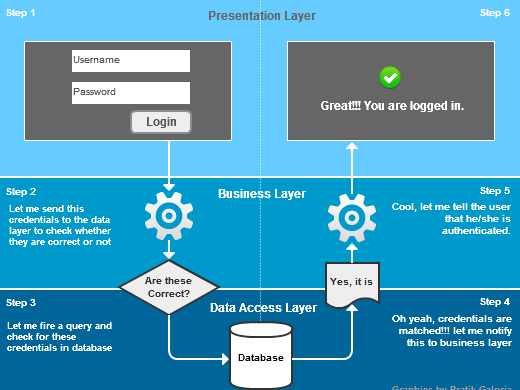 Step 1
Presentation Layer
Step 6
Username
Password
Login
Great!!! You are logged in.
Step 2
Business Layer
Step 5
Let me send this
credentials to the data
layer to check whether
they are correct or not
Cool, let me tell the user
that he/she is
authenticated.
Are these
Correct?
Yes, it is
Step 3
Data Access Layer
Step 4
Let me fire a query and
check for these
credentials in database
Database
Oh yeah, credentials are
matched!!! let me notify
this to business layer
Graphics by Pratik Galoria